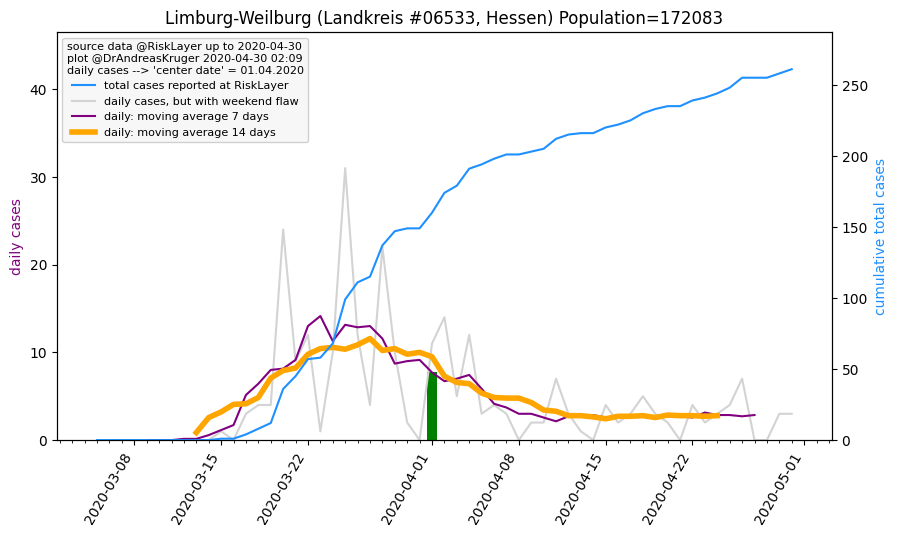 Limburg-Weilburg (Landkreis #06533, Hessen) Population=172083
source data @RiskLayer up to 2020-04-30
plot @DrAndreasKruger 2020-04-30 02:09
daily cases --> 'center date' = 01.04.2020
total cases reported at RiskLayer
daily cases, but with weekend flaw
daily: moving average 7 days
daily: moving average 14 days
daily cases
40
30
20
10
0
cumulative total cases
250
200
150
100
50
0
2020-03-08
2020-03-15
2020-03-22
2020-04-01
2020-04-08
2020-04-15
2020-04-22
2020-05-01